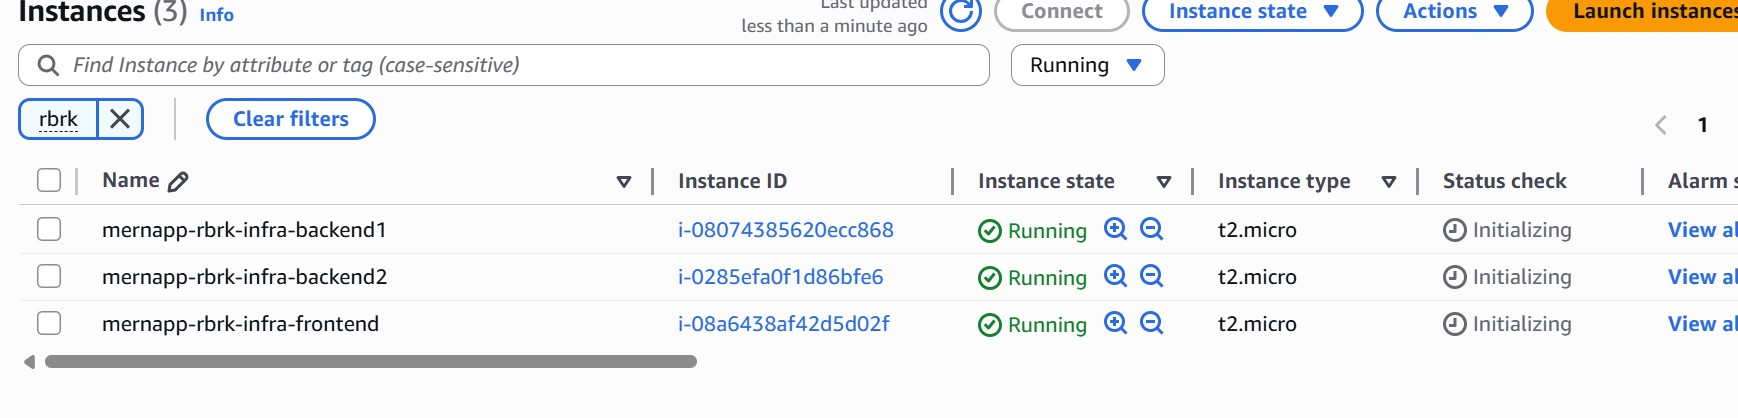 Instances (3) Info
Last updated
less than a minute ago
Connect
Instance state
Actions
Launch instances
Find Instance by attribute or tag (case-sensitive)
Running
rbrk
Clear filters
1
Name Instance ID Instance state Instance type Status check Alarm s
mernapp-rbrk-infra-backend1 i-08074385620ecc868 Running t2.micro Initializing View al
mernapp-rbrk-infra-backend2 i-0285efa0f1d86bfe6 Running t2.micro Initializing View al
mernapp-rbrk-infra-frontend i-08a6438af42d5d02f Running t2.micro Initializing View al